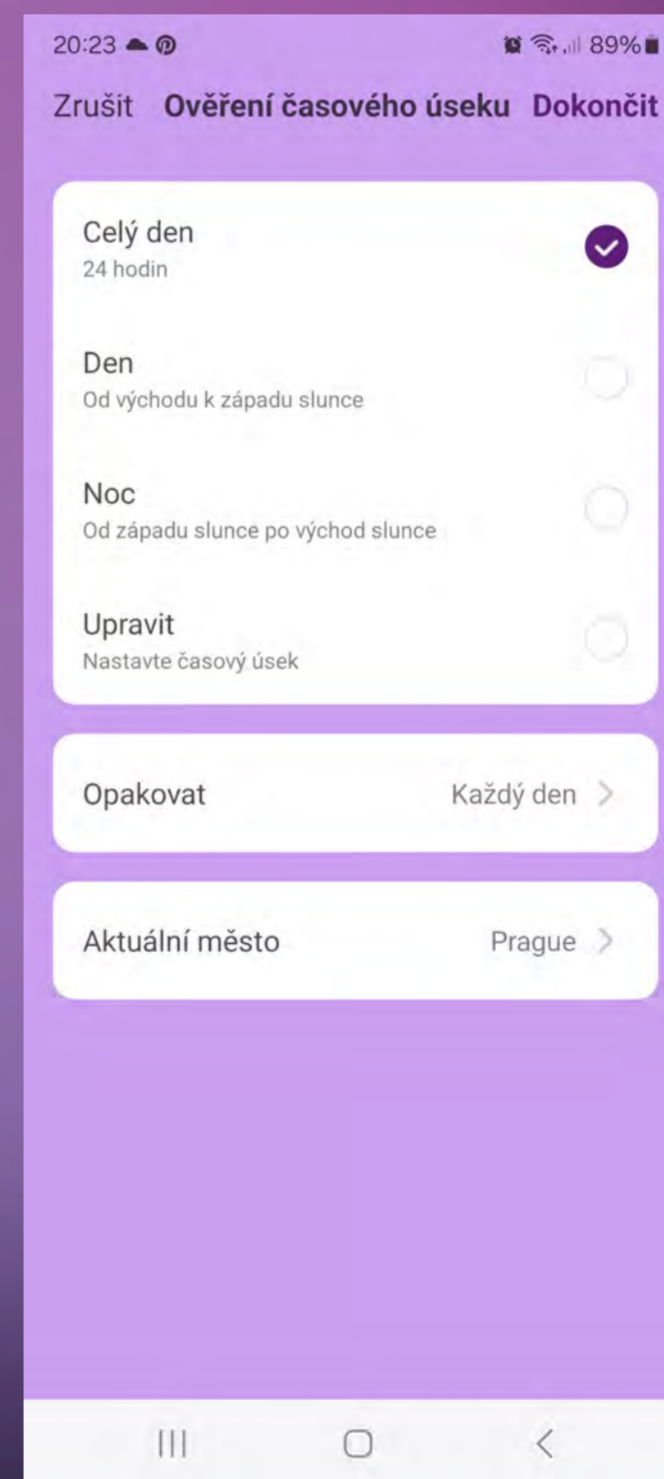 20:23 89%
Zrušit Ověření časového úseku Dokončit
Celý den
24 hodin
Den
Od východu k západu slunce
Noc
Od západu slunce po východ slunce
Upravit
Nastavte časový úsek
Opakovat Každý den
Aktuální město Prague